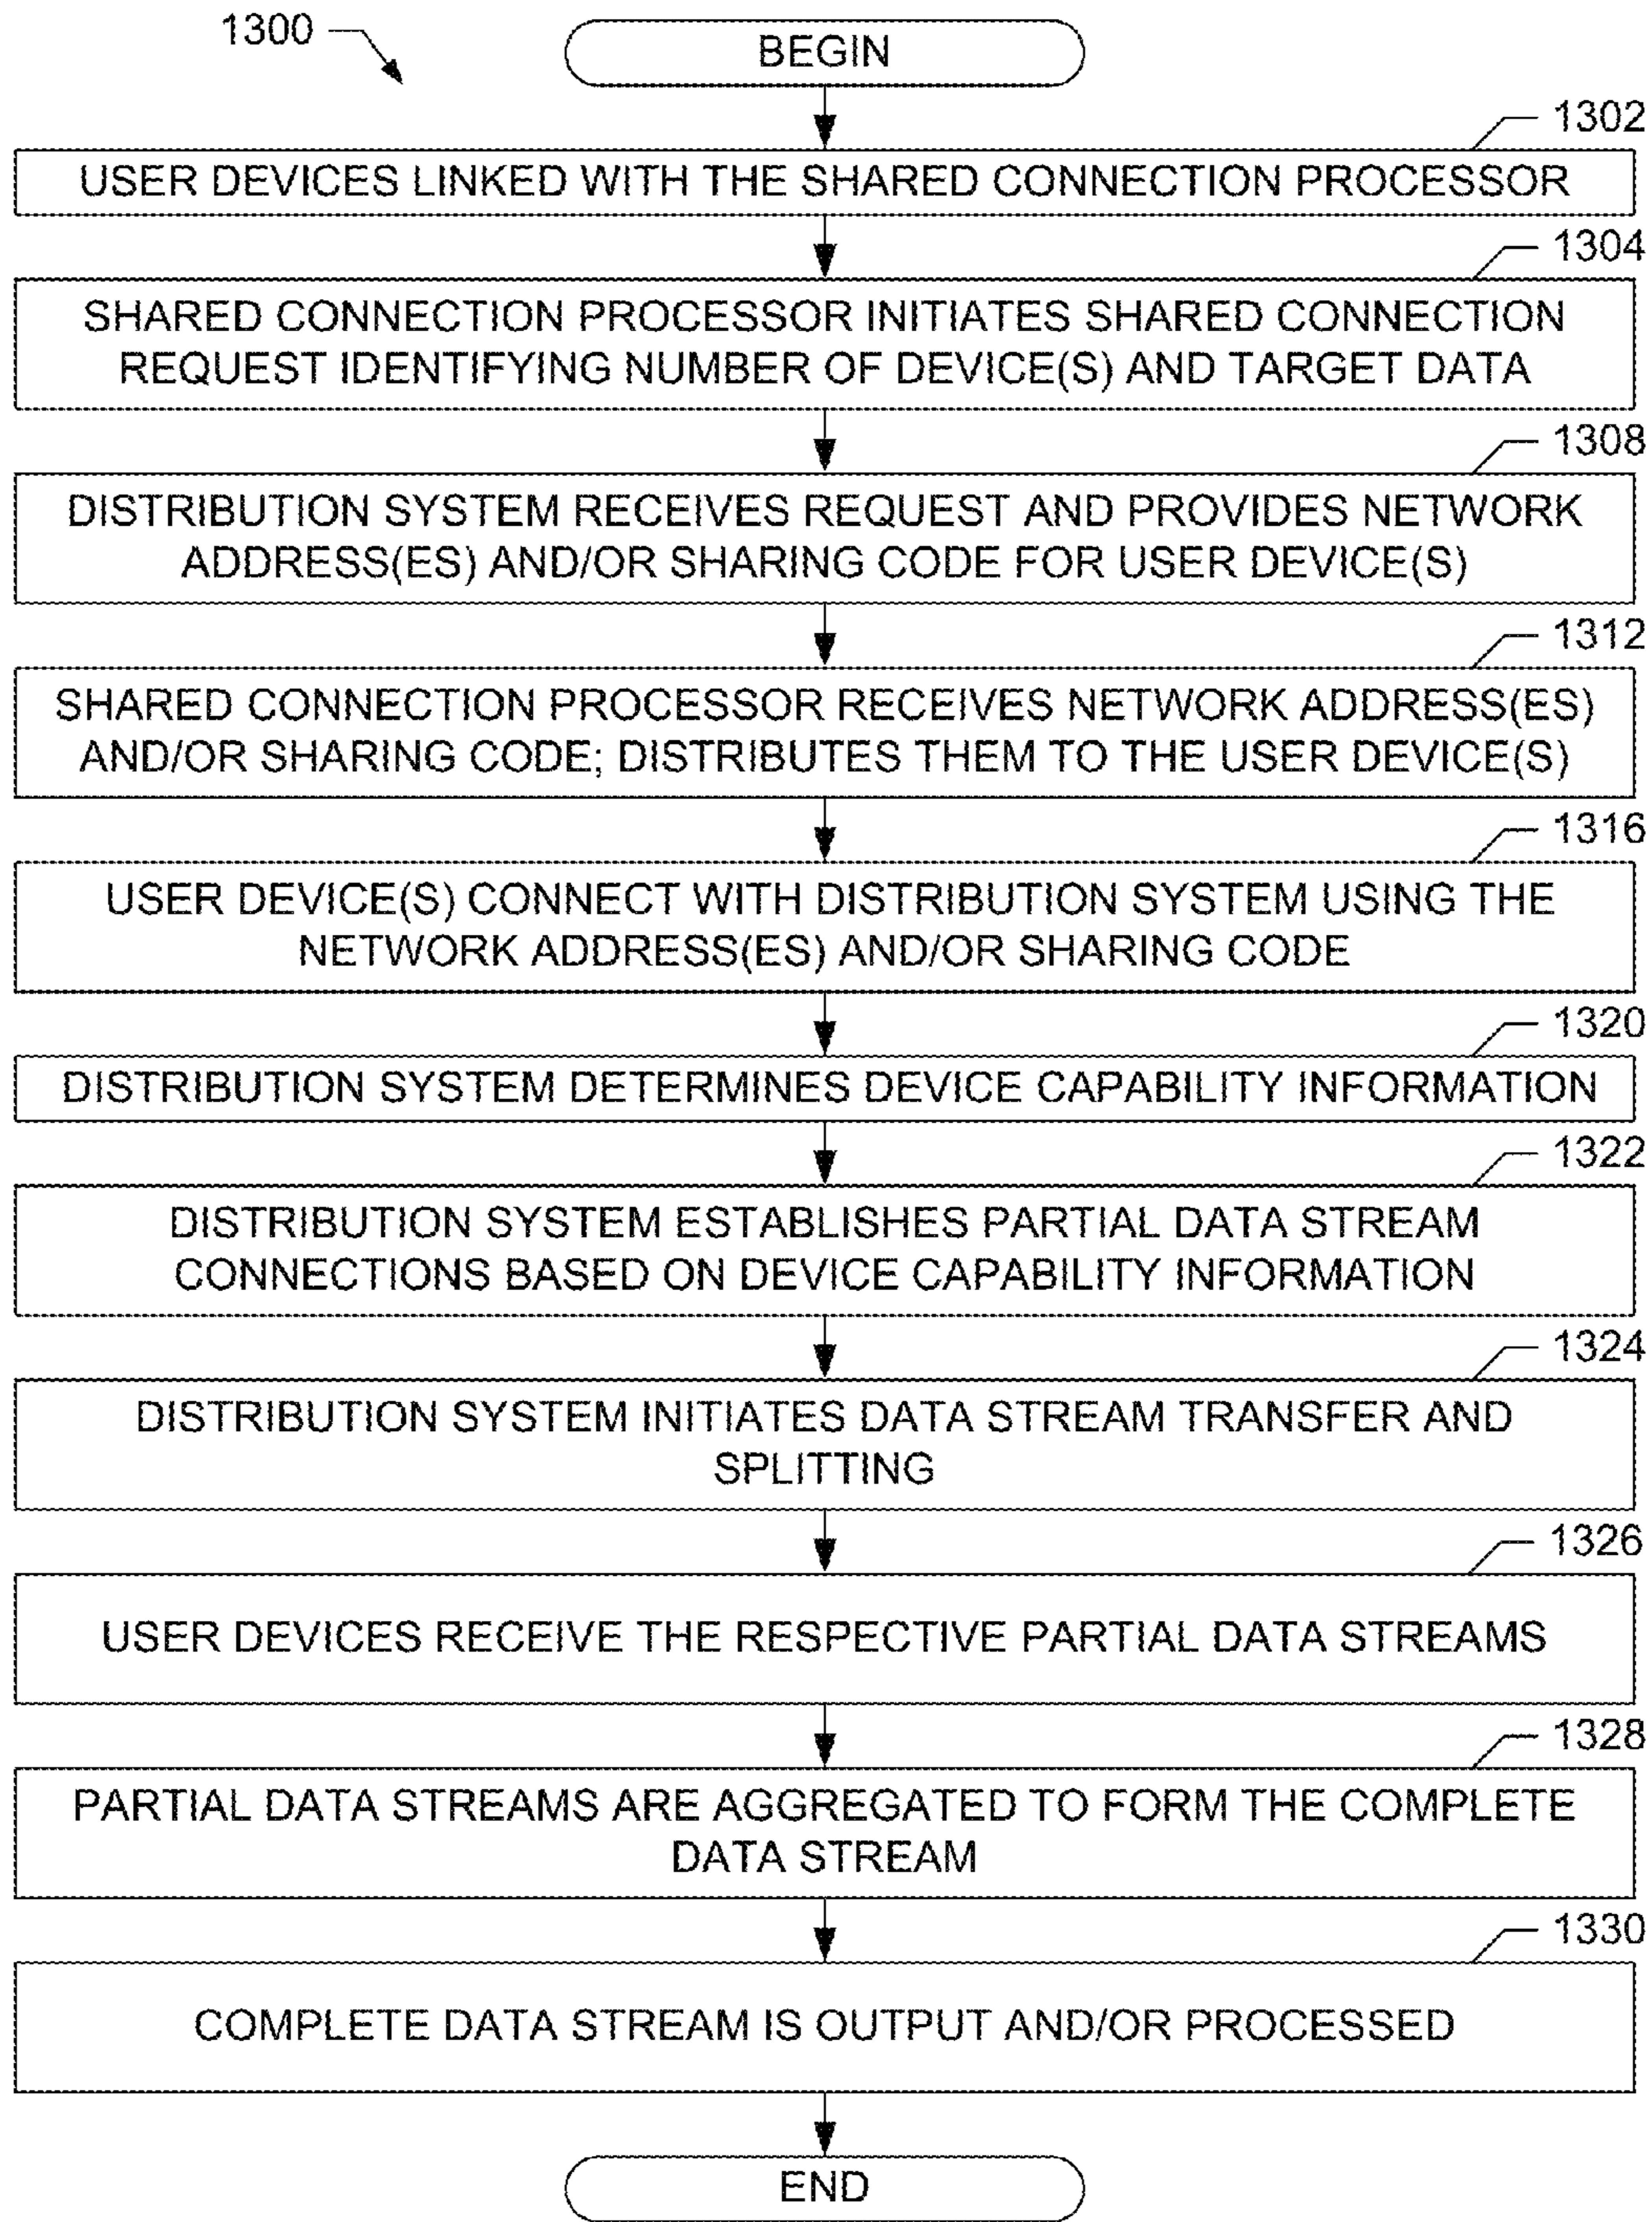 1300
BEGIN
1302
USER DEVICES LINKED WITH THE SHARED CONNECTION PROCESSOR
1304
SHARED CONNECTION PROCESSOR INITIATES SHARED CONNECTION
REQUEST IDENTIFYING NUMBER OF DEVICE(S) AND TARGET DATA
1308
DISTRIBUTION SYSTEM RECEIVES REQUEST AND PROVIDES NETWORK
ADDRESS(ES) AND/OR SHARING CODE FOR USER DEVICE(S)
1312
SHARED CONNECTION PROCESSOR RECEIVES NETWORK ADDRESS(ES)
AND/OR SHARING CODE; DISTRIBUTES THEM TO THE USER DEVICE(S)
1316
USER DEVICE(S) CONNECT WITH DISTRIBUTION SYSTEM USING THE
NETWORK ADDRESS(ES) AND/OR SHARING CODE
1320
DISTRIBUTION SYSTEM DETERMINES DEVICE CAPABILITY INFORMATION
1322
DISTRIBUTION SYSTEM ESTABLISHES PARTIAL DATA STREAM
CONNECTIONS BASED ON DEVICE CAPABILITY INFORMATION
1324
DISTRIBUTION SYSTEM INITIATES DATA STREAM TRANSFER AND
SPLITTING
1326
USER DEVICES RECEIVE THE RESPECTIVE PARTIAL DATA STREAMS
1328
PARTIAL DATA STREAMS ARE AGGREGATED TO FORM THE COMPLETE
DATA STREAM
1330
COMPLETE DATA STREAM IS OUTPUT AND/OR PROCESSED
END